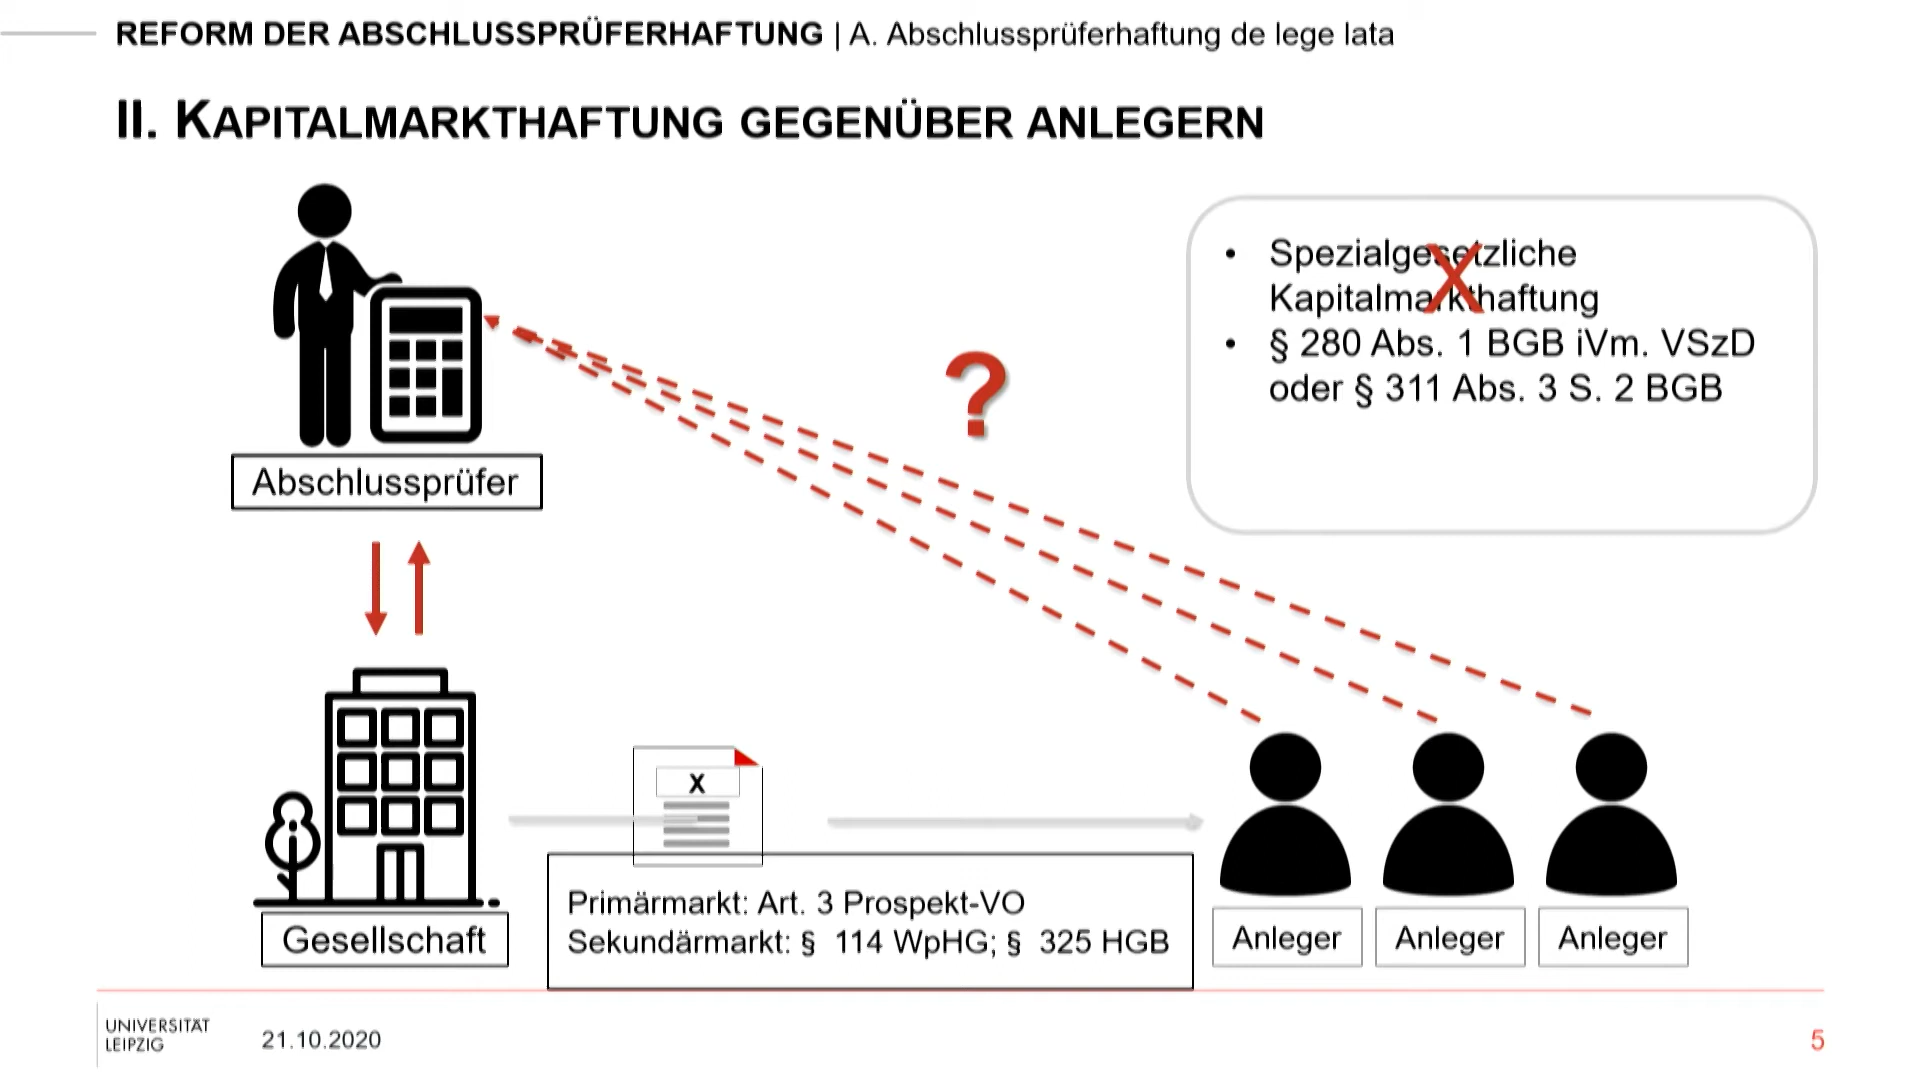 REFORM DER ABSCHLUSSPRÜFERHAFTUNG | A. Abschlussprüferhaftung de lege lata
II. KAPITALMARKTHAFTUNG GEGENÜBER ANLEGERN
• Spezialgesetzliche
Kapitalmarkthaftung
X
• § 280 Abs. 1 BGB iVm. VSzD
oder § 311 Abs. 3 S. 2 BGB
?
Abschlussprüfer
X
Primärmarkt: Art. 3 Prospekt-VO
Sekundärmarkt: § 114 WpHG; § 325 HGB
Gesellschaft
Anleger
Anleger
Anleger
UNIVERSITÄT
LEIPZIG
21.10.2020
5